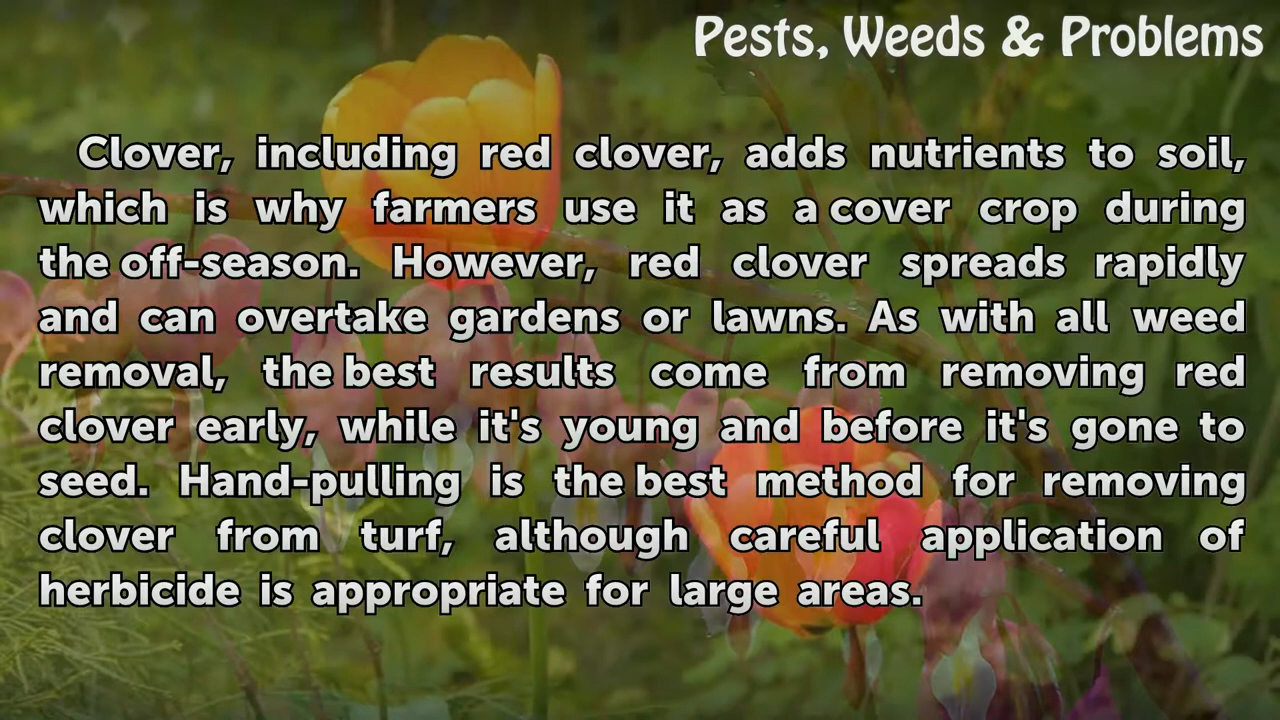 Pests, Weeds & Problems
Clover, including red clover, adds nutrients to soil,
which is why farmers use it as a cover crop during
the off-season. However, red clover spreads rapidly
and can overtake gardens or lawns. As with all weed
removal, the best results come from removing red
clover early, while it's young and before it's gone to
seed. Hand-pulling is the best method for removing
clover from turf, although careful application of
herbicide is appropriate for large areas.